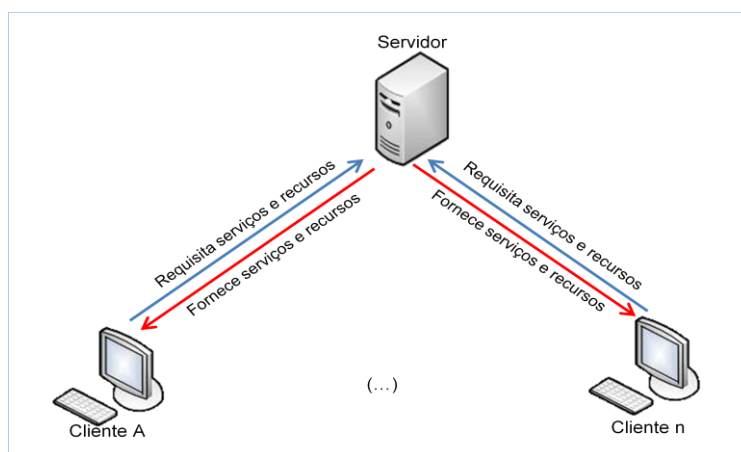 Servidor
Requisita serviços e recursos
Fornece serviços e recursos
Requisita serviços e recursos
Fornece serviços e recursos
(...)
Cliente A
Cliente n